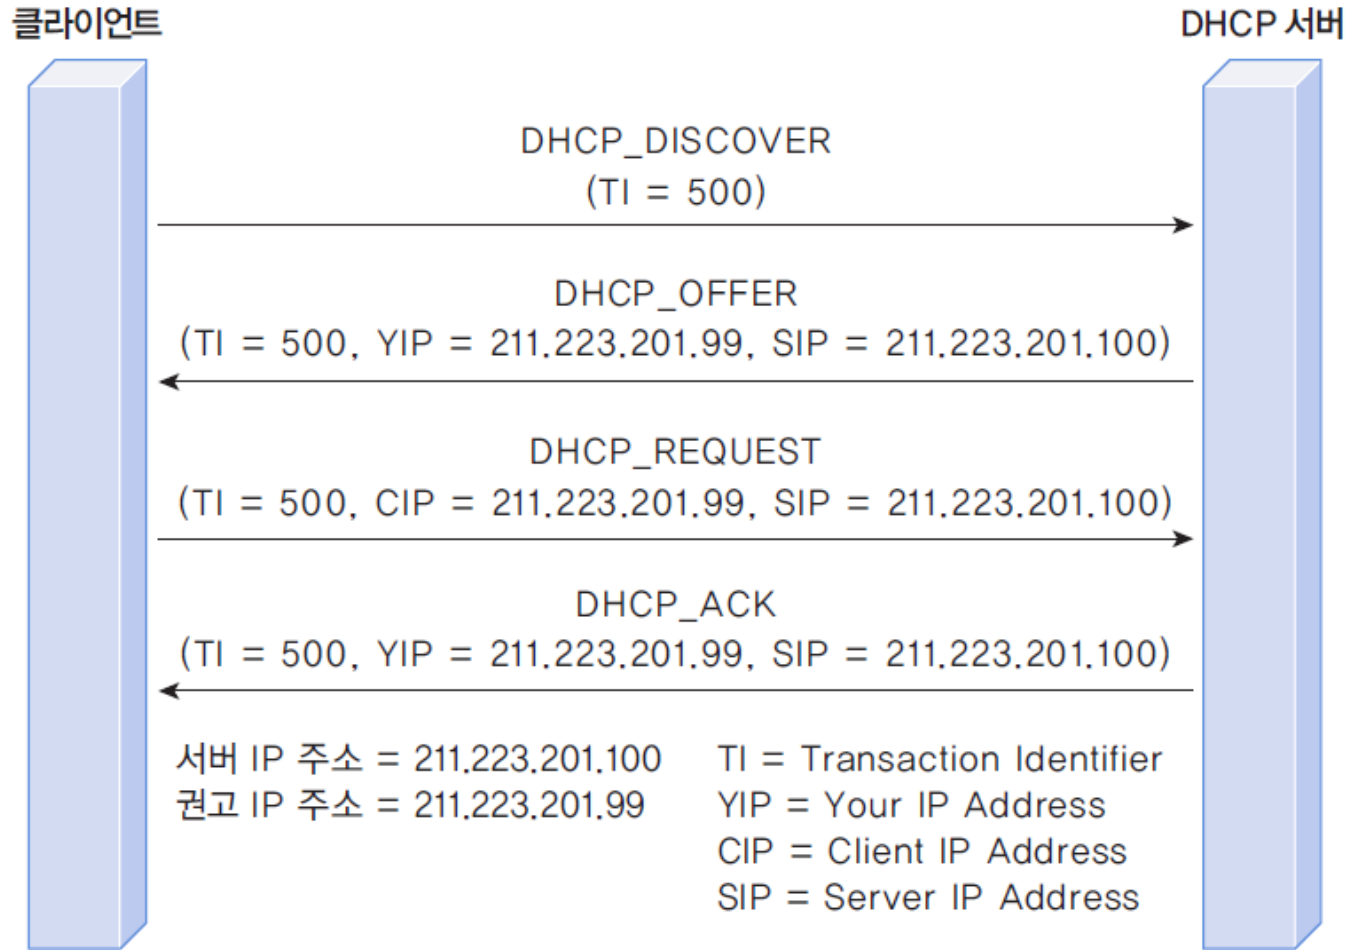 클라이언트
DHCP 서버
DHCP_DISCOVER
(TI = 500)
DHCP_OFFER
(TI = 500, YIP = 211.223.201.99, SIP = 211.223.201.100)
DHCP_REQUEST
(TI = 500, CIP = 211.223.201.99, SIP = 211.223.201.100)
DHCP_ACK
(TI = 500, YIP = 211.223.201.99, SIP = 211.223.201.100)
서버 IP 주소 = 211.223.201.100
권고 IP 주소 = 211.223.201.99
TI = Transaction Identifier
YIP = Your IP Address
CIP = Client IP Address
SIP = Server IP Address